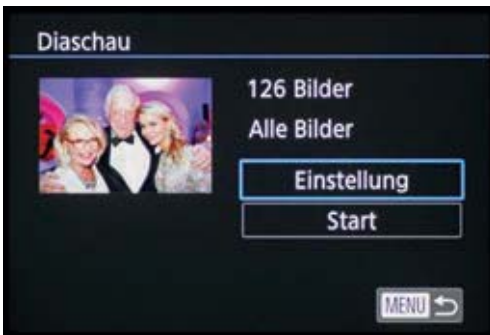 Diaschau
126 Bilder
Alle Bilder
Einstellung
Start
MENU